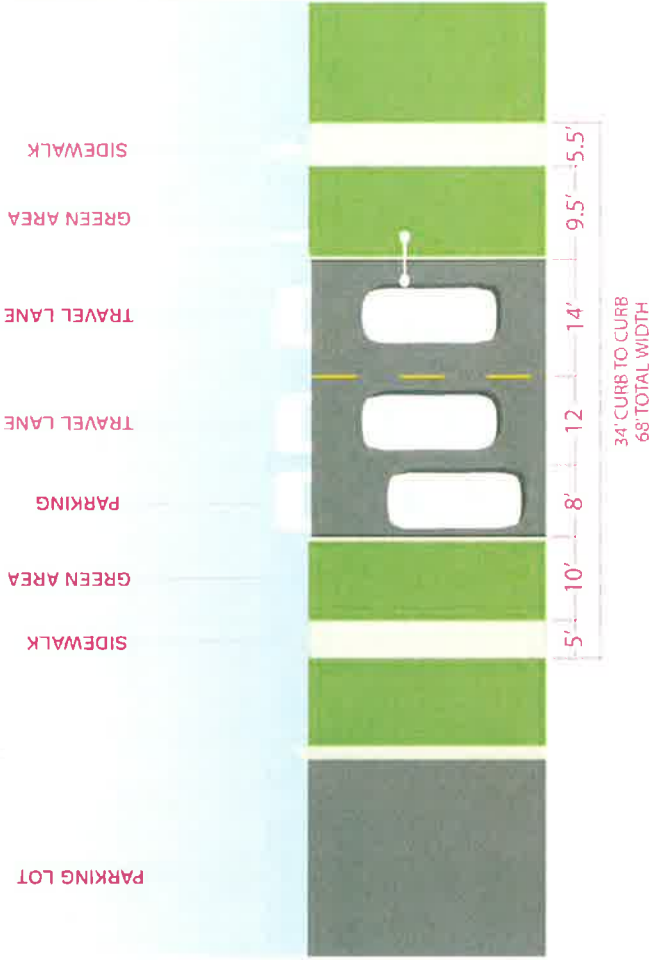 SIDEWALK
GREEN AREA
TRAVEL LANE
TRAVEL LANE
PARKING
GREEN AREA
SIDEWALK
PARKING LOT
5.5'
9.5'
14'
12
8'
10'
5'
34' CURB TO CURB
68' TOTAL WIDTH